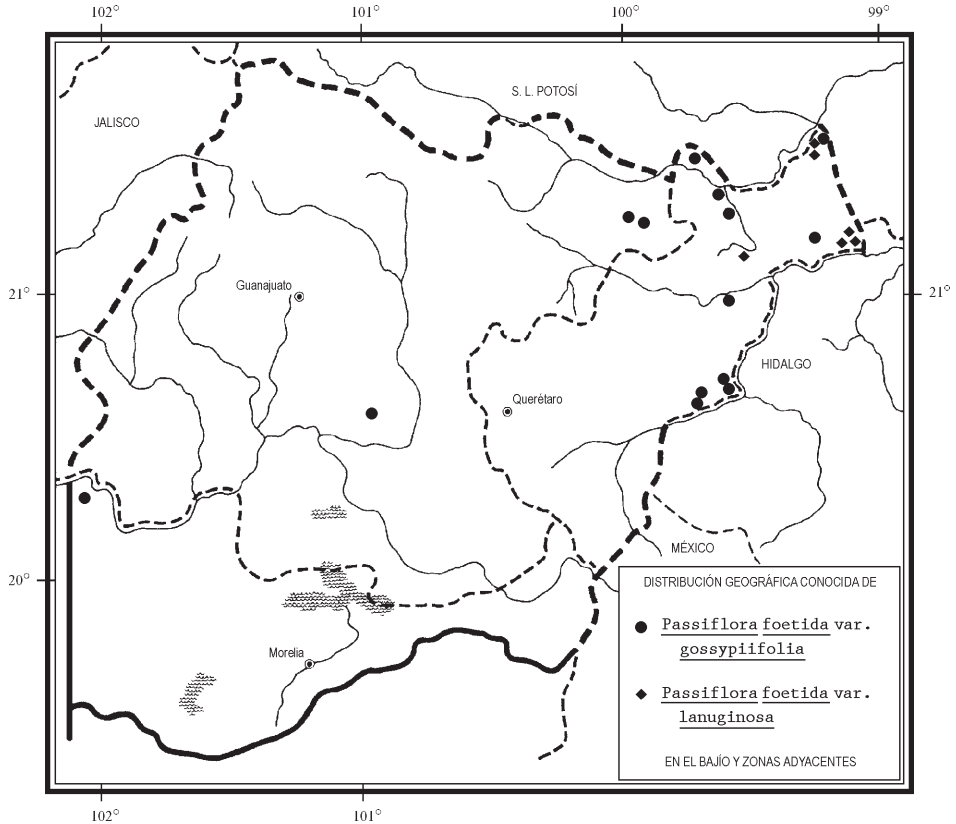 102° 101° 100° 99°
S. L. POTOSÍ
JALISCO
Guanajuato
21° 21°
HIDALGO
Querétaro
MÉXICO
20°
DISTRIBUCIÓN GEOGRÁFICA CONOCIDA DE
Passiflora foetida var.
gossypiifolia
Morelia
Passiflora foetida var.
lanuginosa
EN EL BAJÍO Y ZONAS ADYACENTES
102° 101°